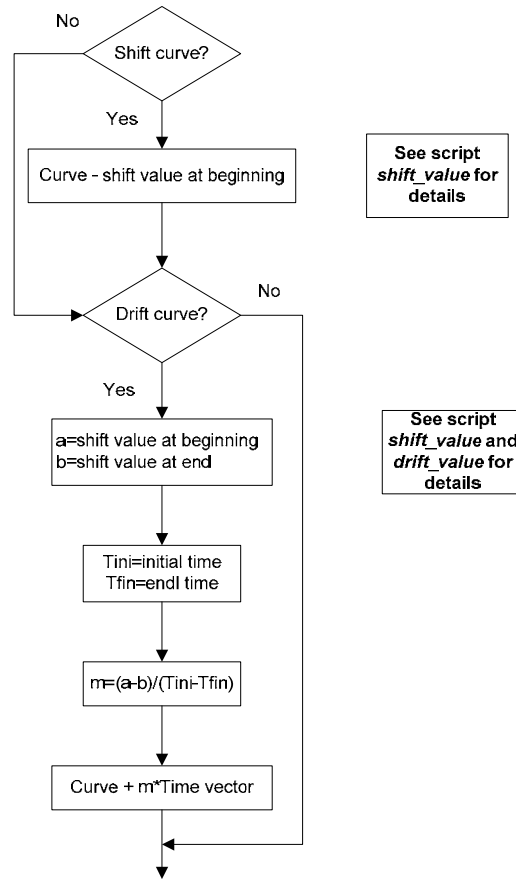 No
Shift curve?
Yes
Curve - shift value at beginning
See script
shift_value for
details
No
Drift curve?
Yes
a=shift value at beginning
b=shift value at end
See script
shift_value and
drift_value for
details
Tini=initial time
Tfin=endl time
m=(a-b)/(Tini-Tfin)
Curve + m*Time vector